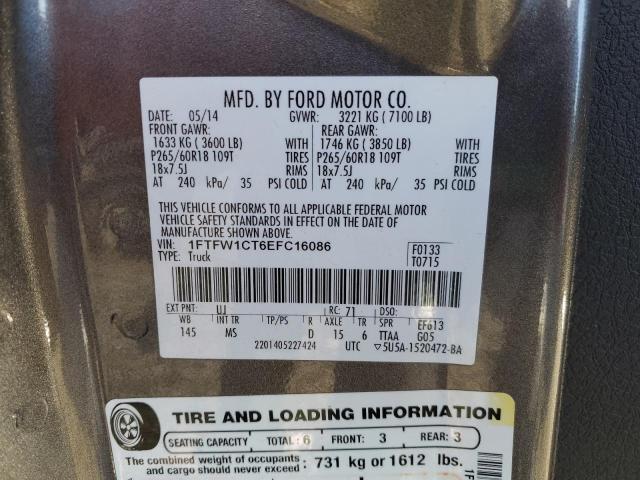 MFD. BY FORD MOTOR CO.
DATE: 05/14 GVWR: 3221 KG ( 7100 LB)
FRONT GAWR: REAR GAWR:
1633 KG ( 3600 LB) WITH 1746 KG ( 3850 LB) WITH
P265/60R18 109T TIRES P265/60R18 109T TIRES
18x7.5J RIMS 18x7.5J RIMS
AT 240 kPa/ 35 PSI COLD AT 240 kPa/ 35 PSI COLD
THIS VEHICLE CONFORMS TO ALL APPLICABLE FEDERAL MOTOR
VEHICLE SAFETY STANDARDS IN EFFECT ON THE DATE OF
MANUFACTURE SHOWN ABOVE.
VIN: 1FTFW1CT6EFC16086 F0133
TYPE: Truck T0715
EXT PNT: UJ RC: 71 DSO:
WB INT TR TP/PS R AXLE TR SPR EF613
145 MS D 15 6 TTAA G05
2201405227424 UTC ▽5U5A-1520472-BA
TIRE AND LOADING INFORMATION
SEATING CAPACITY TOTAL: 6 FRONT: 3 REAR: 3
The combined weight of occupants
and cargo should never exceed: 731 kg or 1612 lbs.